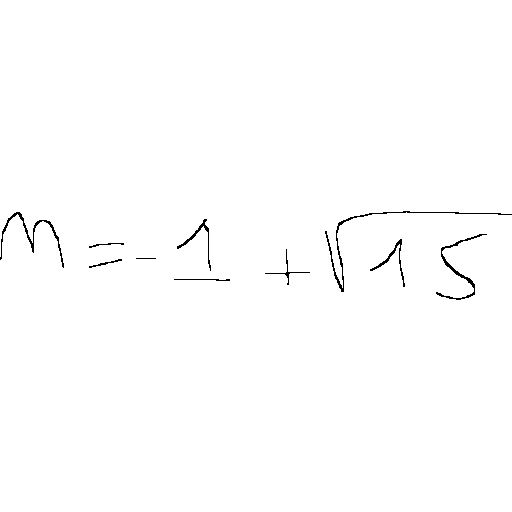 m = -1 + √15